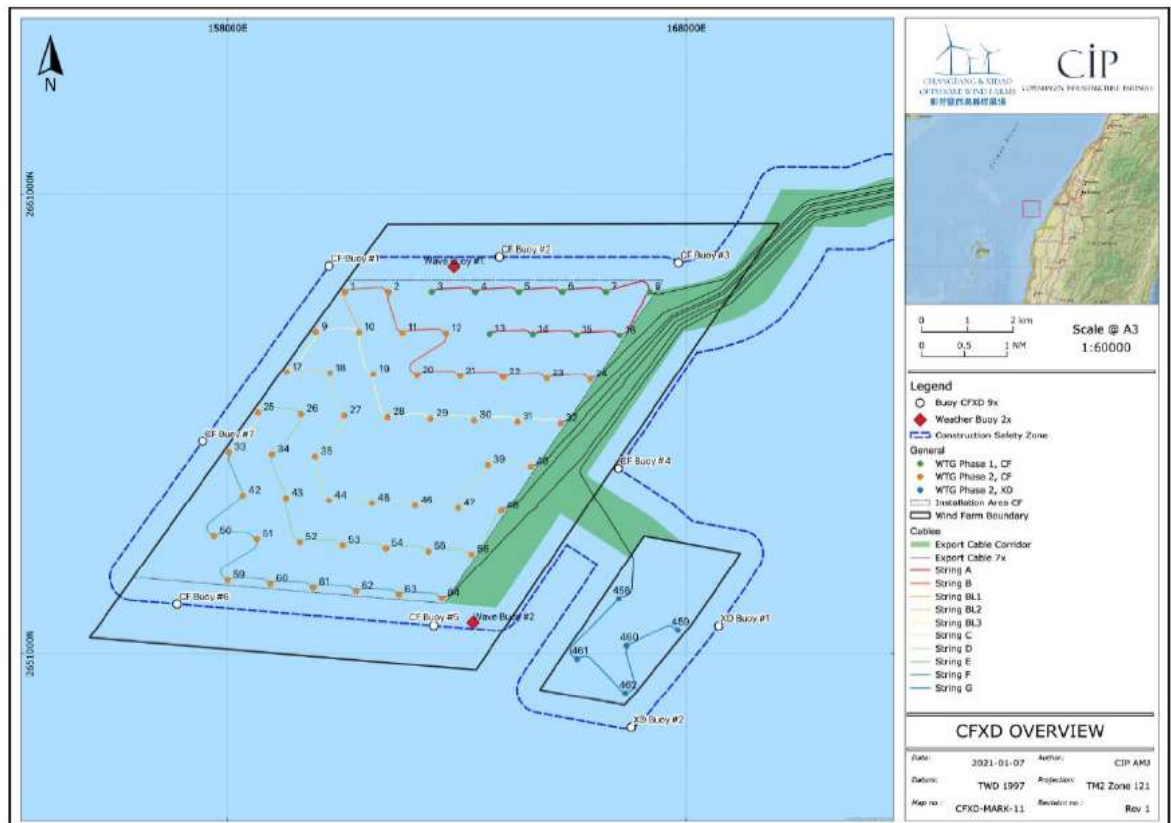 158000E
168000E
N
2661000N
2651000N
CF Buoy #2
CF Buoy #1
Wave Buoy #1
CF Buoy #3
1
2
3
4
5
6
7
8
9
10
11
12
13
14
15
16
17
18
19
20
21
22
23
24
25
26
27
28
29
30
31
32
CF Buoy #7
33
34
35
39
40
CF Buoy #4
42
43
44
45
46
47
48
50
51
52
53
54
55
56
59
60
61
62
63
64
CF Buoy #6
CF Buoy #5
Wave Buoy #2
456
459
460
461
462
XD Buoy #1
XD Buoy #2
CHANGFANG & XIDAO
OFFSHORE WIND FARMS
CIP
COPENHAGEN INFRASTRUCTURE PARTNERS
0 1 2 km
0 0.5 1 NM
Scale @ A3
1:60000
Legend
Buoy CFXD 9x
Weather Buoy 2x
Construction Safety Zone
General
WTG Phase 1, CF
WTG Phase 2, CF
WTG Phase 2, XD
Installation Area CF
Wind Farm Boundary
Cables
Export Cable Corridor
Export Cable 7x
String A
String B
String BL1
String BL2
String BL3
String C
String D
String E
String F
String G
CFXD OVERVIEW
Date: 2021-01-07 Author: CIP AMJ
Datum: TWD 1997 Projection: TM2 Zone 121
Map no.: CFXD-MARK-11 Revision no.: Rev 1